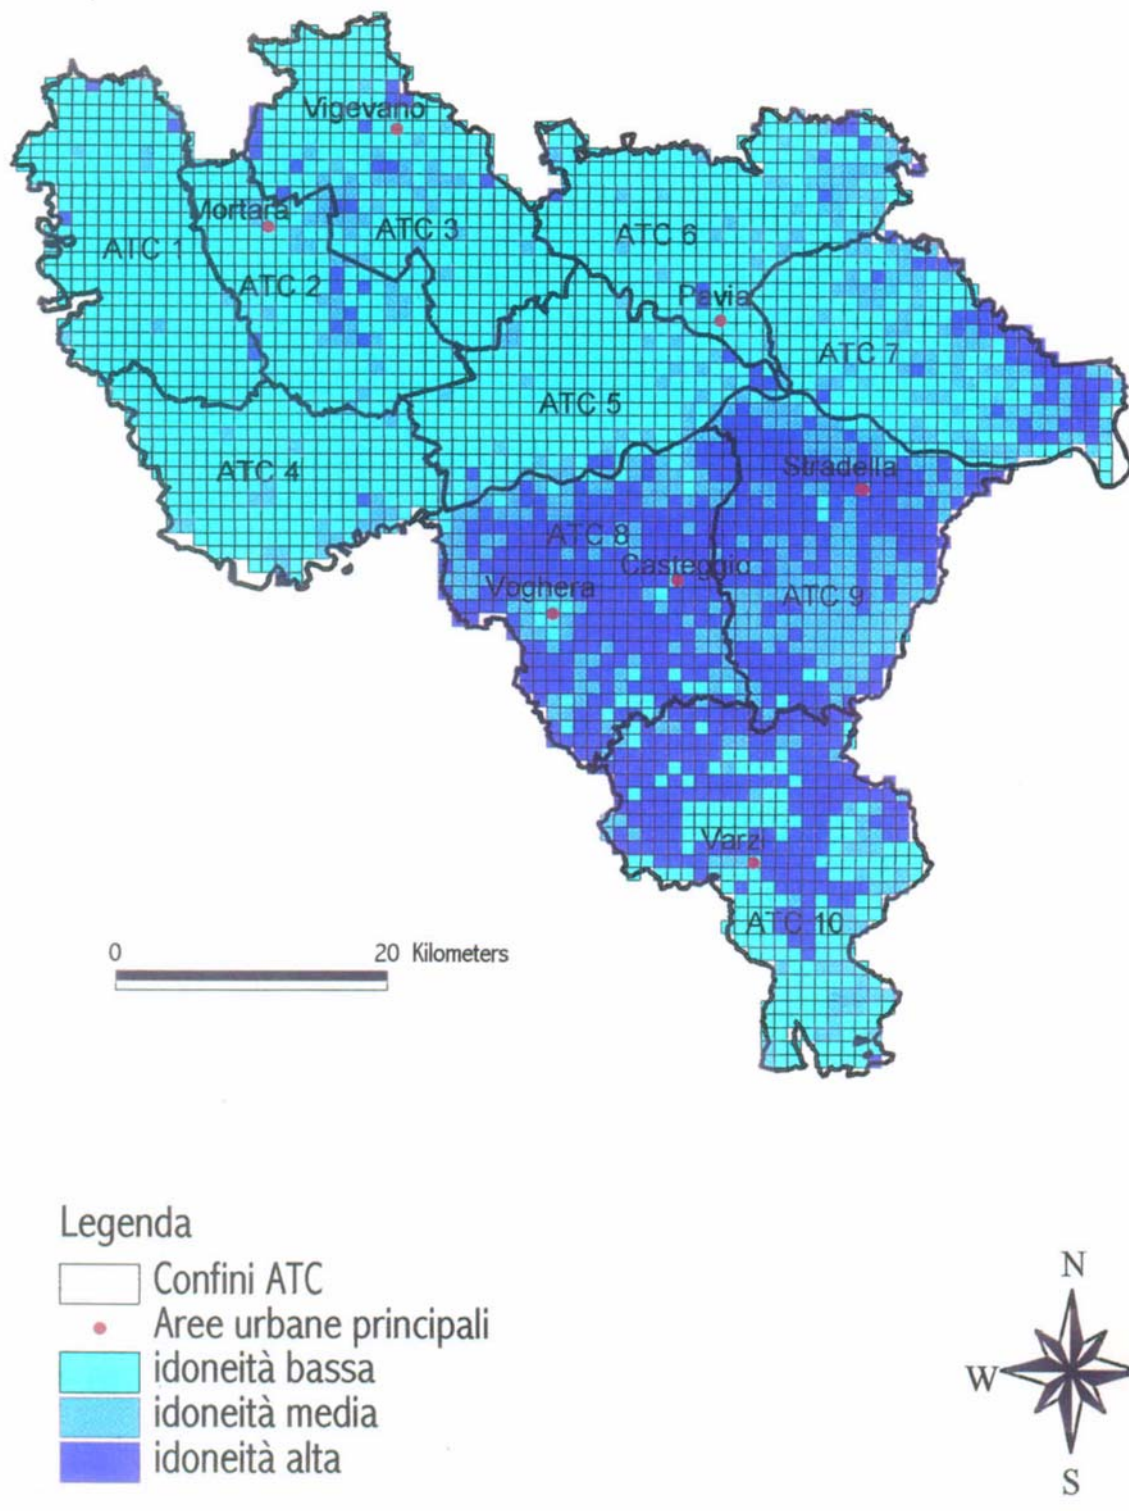 Vigevano
Mortara
ATC 1
ATC 3
ATC 6
ATC 2
Pavia
ATC 7
ATC 5
ATC 4
Stradella
ATC 8
Casteggio
Voghera
ATC 9
Varzi
ATC 10
0
20 Kilometers
Legenda
Confini ATC
Aree urbane principali
idoneità bassa
idoneità media
idoneità alta
N
W
S